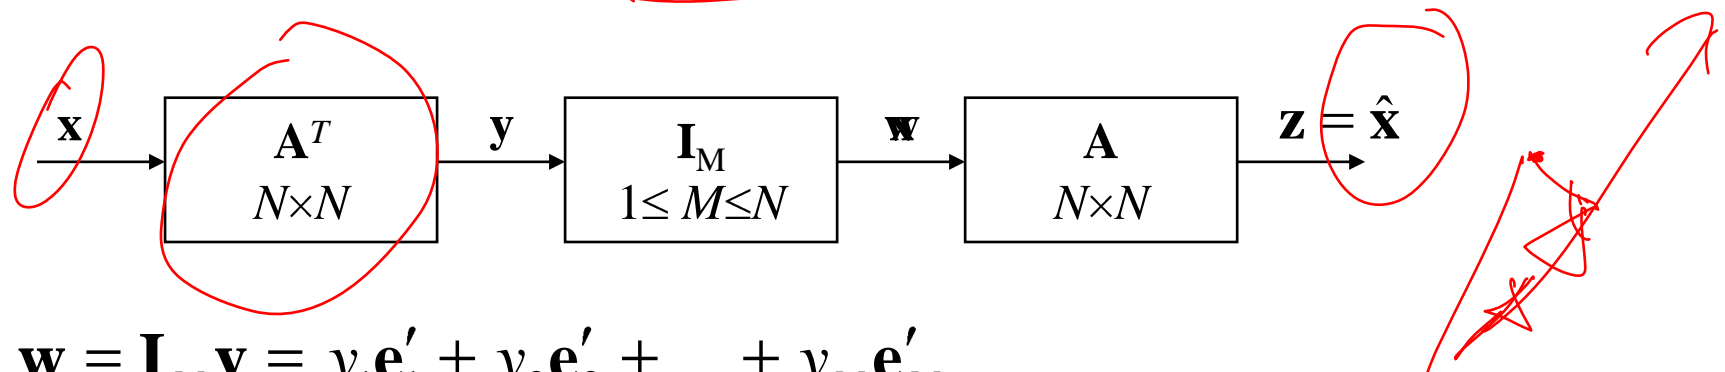 x A^T y I_M w A z = x̂
N×N 1≤ M≤N N×N
w = I y = e′ + e′ + + e′